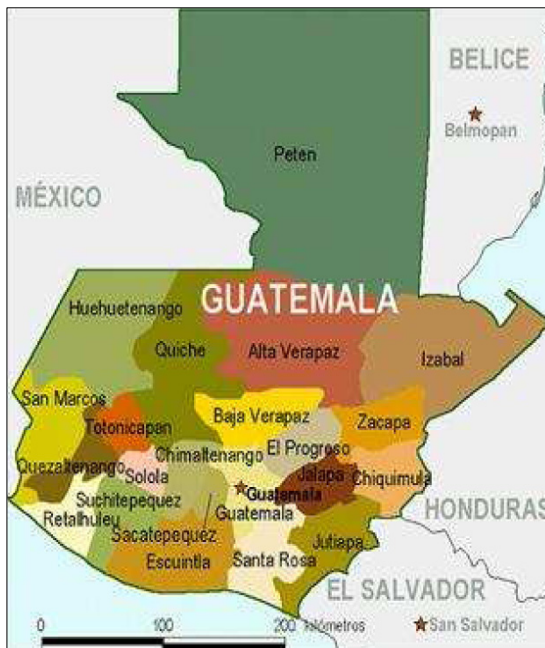 BELICE
Belmopan
Peten
MÉXICO
GUATEMALA
Huehuetenango
Quiche
Alta Verapaz
Izabal
San Marcos
Totonicapan
Baja Verapaz
Zacapa
Quezaltenango
Solola
Chimaltenango
El Progreso
Jalapa
Chiquimula
Suchitepequez
Guatemala
Retalhuleu
Guatemala
HONDURAS
Sacatepequez
Escuintla
Santa Rosa
Jutiapa
EL SALVADOR
San Salvador
0 100 200 kilómetros